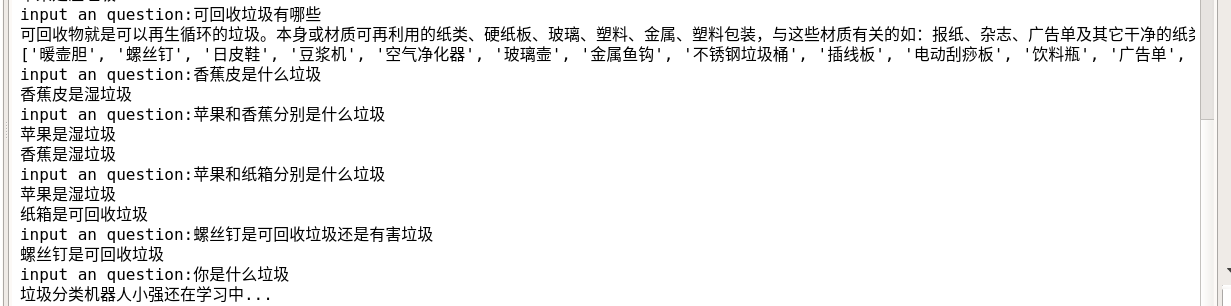 input an question:可回收垃圾有哪些
可回收物就是可以再生循环的垃圾。本身或材质可再利用的纸类、硬纸板、玻璃、塑料、金属、塑料包装，与这些材质有关的如：报纸、杂志、广告单及其它干净的纸类
['暖壶胆', '螺丝钉', '日皮鞋', '豆浆机', '空气净化器', '玻璃壶', '金属鱼钩', '不锈钢垃圾桶', '插线板', '电动刮痧板', '饮料瓶', '广告单',
input an question:香蕉皮是什么垃圾
香蕉皮是湿垃圾
input an question:苹果和香蕉分别是什么垃圾
苹果是湿垃圾
香蕉是湿垃圾
input an question:苹果和纸箱分别是什么垃圾
苹果是湿垃圾
纸箱是可回收垃圾
input an question:螺丝钉是可回收垃圾还是有害垃圾
螺丝钉是可回收垃圾
input an question:你是什么垃圾
垃圾分类机器人小强还在学习中...